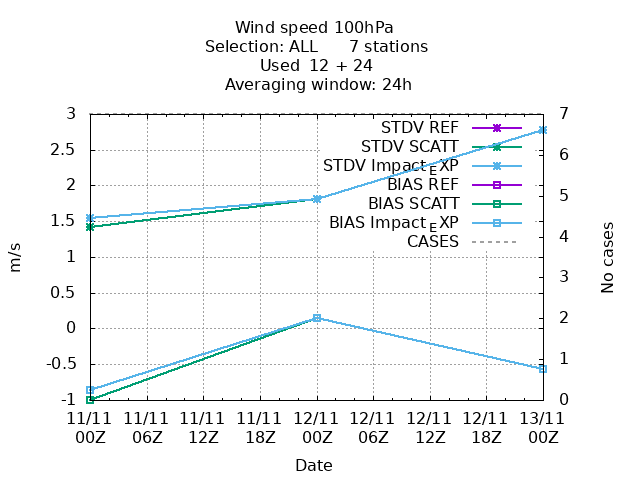 Wind speed 100hPa
Selection: ALL 7 stations
Used 12 + 24
Averaging window: 24h
3
2.5
2
1.5
1
0.5
0
-0.5
-1
m/s
7
6
5
4
3
2
1
0
No cases
STDV REF
STDV SCATT
STDV Impact_EXP
BIAS REF
BIAS SCATT
BIAS Impact_EXP
CASES
11/11 11/11 11/11 11/11 12/11 12/11 12/11 12/11 13/11
00Z 06Z 12Z 18Z 00Z 06Z 12Z 18Z 00Z
Date